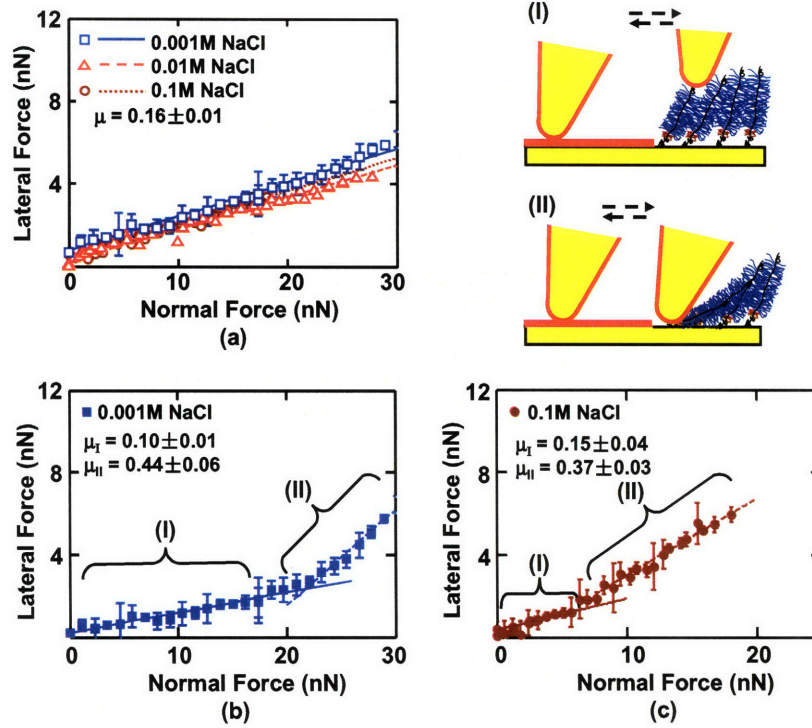 12
8
4
0
10
20
30
Lateral Force (nN)
Normal Force (nN)
0.001M NaCl
0.01M NaCl
0.1M NaCl
μ = 0.16±0.01
(a)
(I)
(II)
12
8
4
0
10
20
30
Lateral Force (nN)
Normal Force (nN)
0.001M NaCl
μI = 0.10±0.01
μII = 0.44±0.06
(I)
(II)
(b)
12
8
4
0
10
20
Lateral Force (nN)
Normal Force (nN)
0.1M NaCl
μI = 0.15±0.04
μII = 0.37±0.03
(I)
(II)
(c)